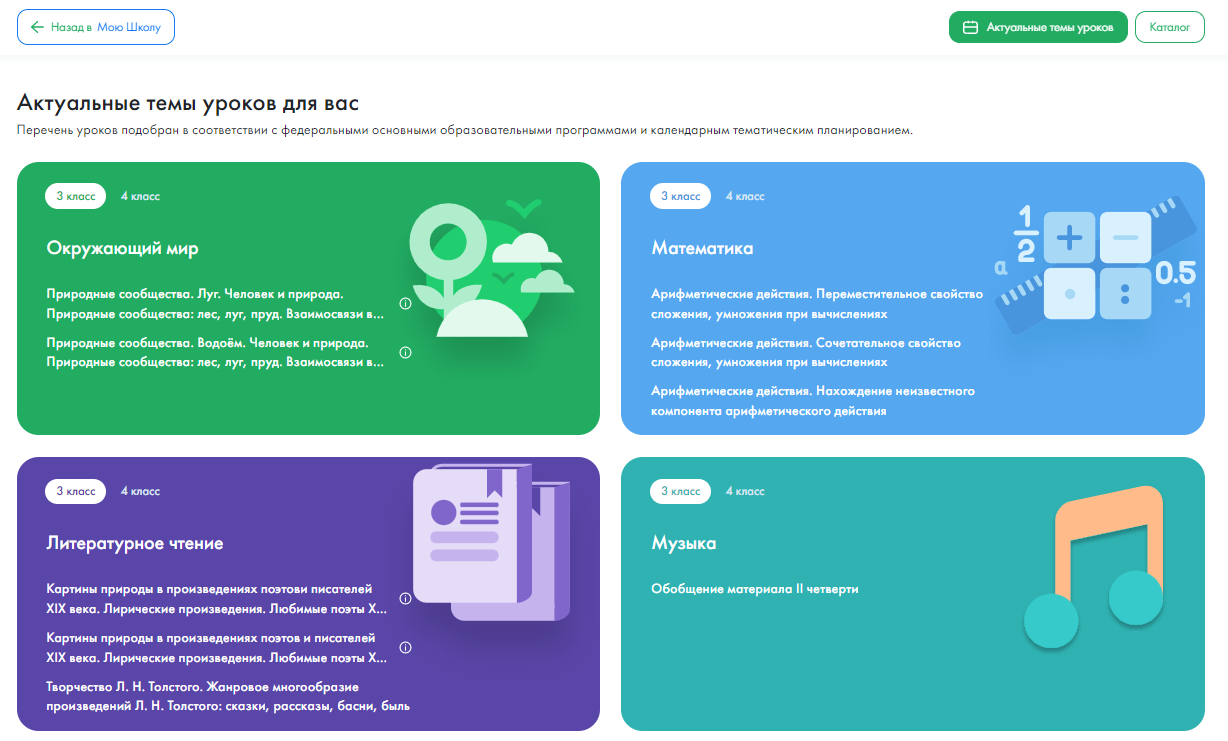 Назад в Мою Школу
Актуальные темы уроков
Каталог
Актуальные темы уроков для вас
Перечень уроков подобран в соответствии с федеральными основными образовательными программами и календарным тематическим планированием.
3 класс 4 класс
Окружающий мир
Природные сообщества. Луг. Человек и природа.
Природные сообщества: лес, луг, пруд. Взаимосвязи в...
Природные сообщества. Водоём. Человек и природа.
Природные сообщества: лес, луг, пруд. Взаимосвязи в...
3 класс 4 класс
Математика
Арифметические действия. Переместительное свойство
сложения, умножения при вычислениях
Арифметические действия. Сочетательное свойство
сложения, умножения при вычислениях
Арифметические действия. Нахождение неизвестного
компонента арифметического действия
1
2
a
0.5
-1
3 класс 4 класс
Литературное чтение
Картины природы в произведениях поэтови писателей
XIX века. Лирические произведения. Любимые поэты X...
Картины природы в произведениях поэтов и писателей
XIX века. Лирические произведения. Любимые поэты X...
Творчество Л. Н. Толстого. Жанровое многообразие
произведений Л. Н. Толстого: сказки, рассказы, басни, быль
3 класс 4 класс
Музыка
Обобщение материала II четверти